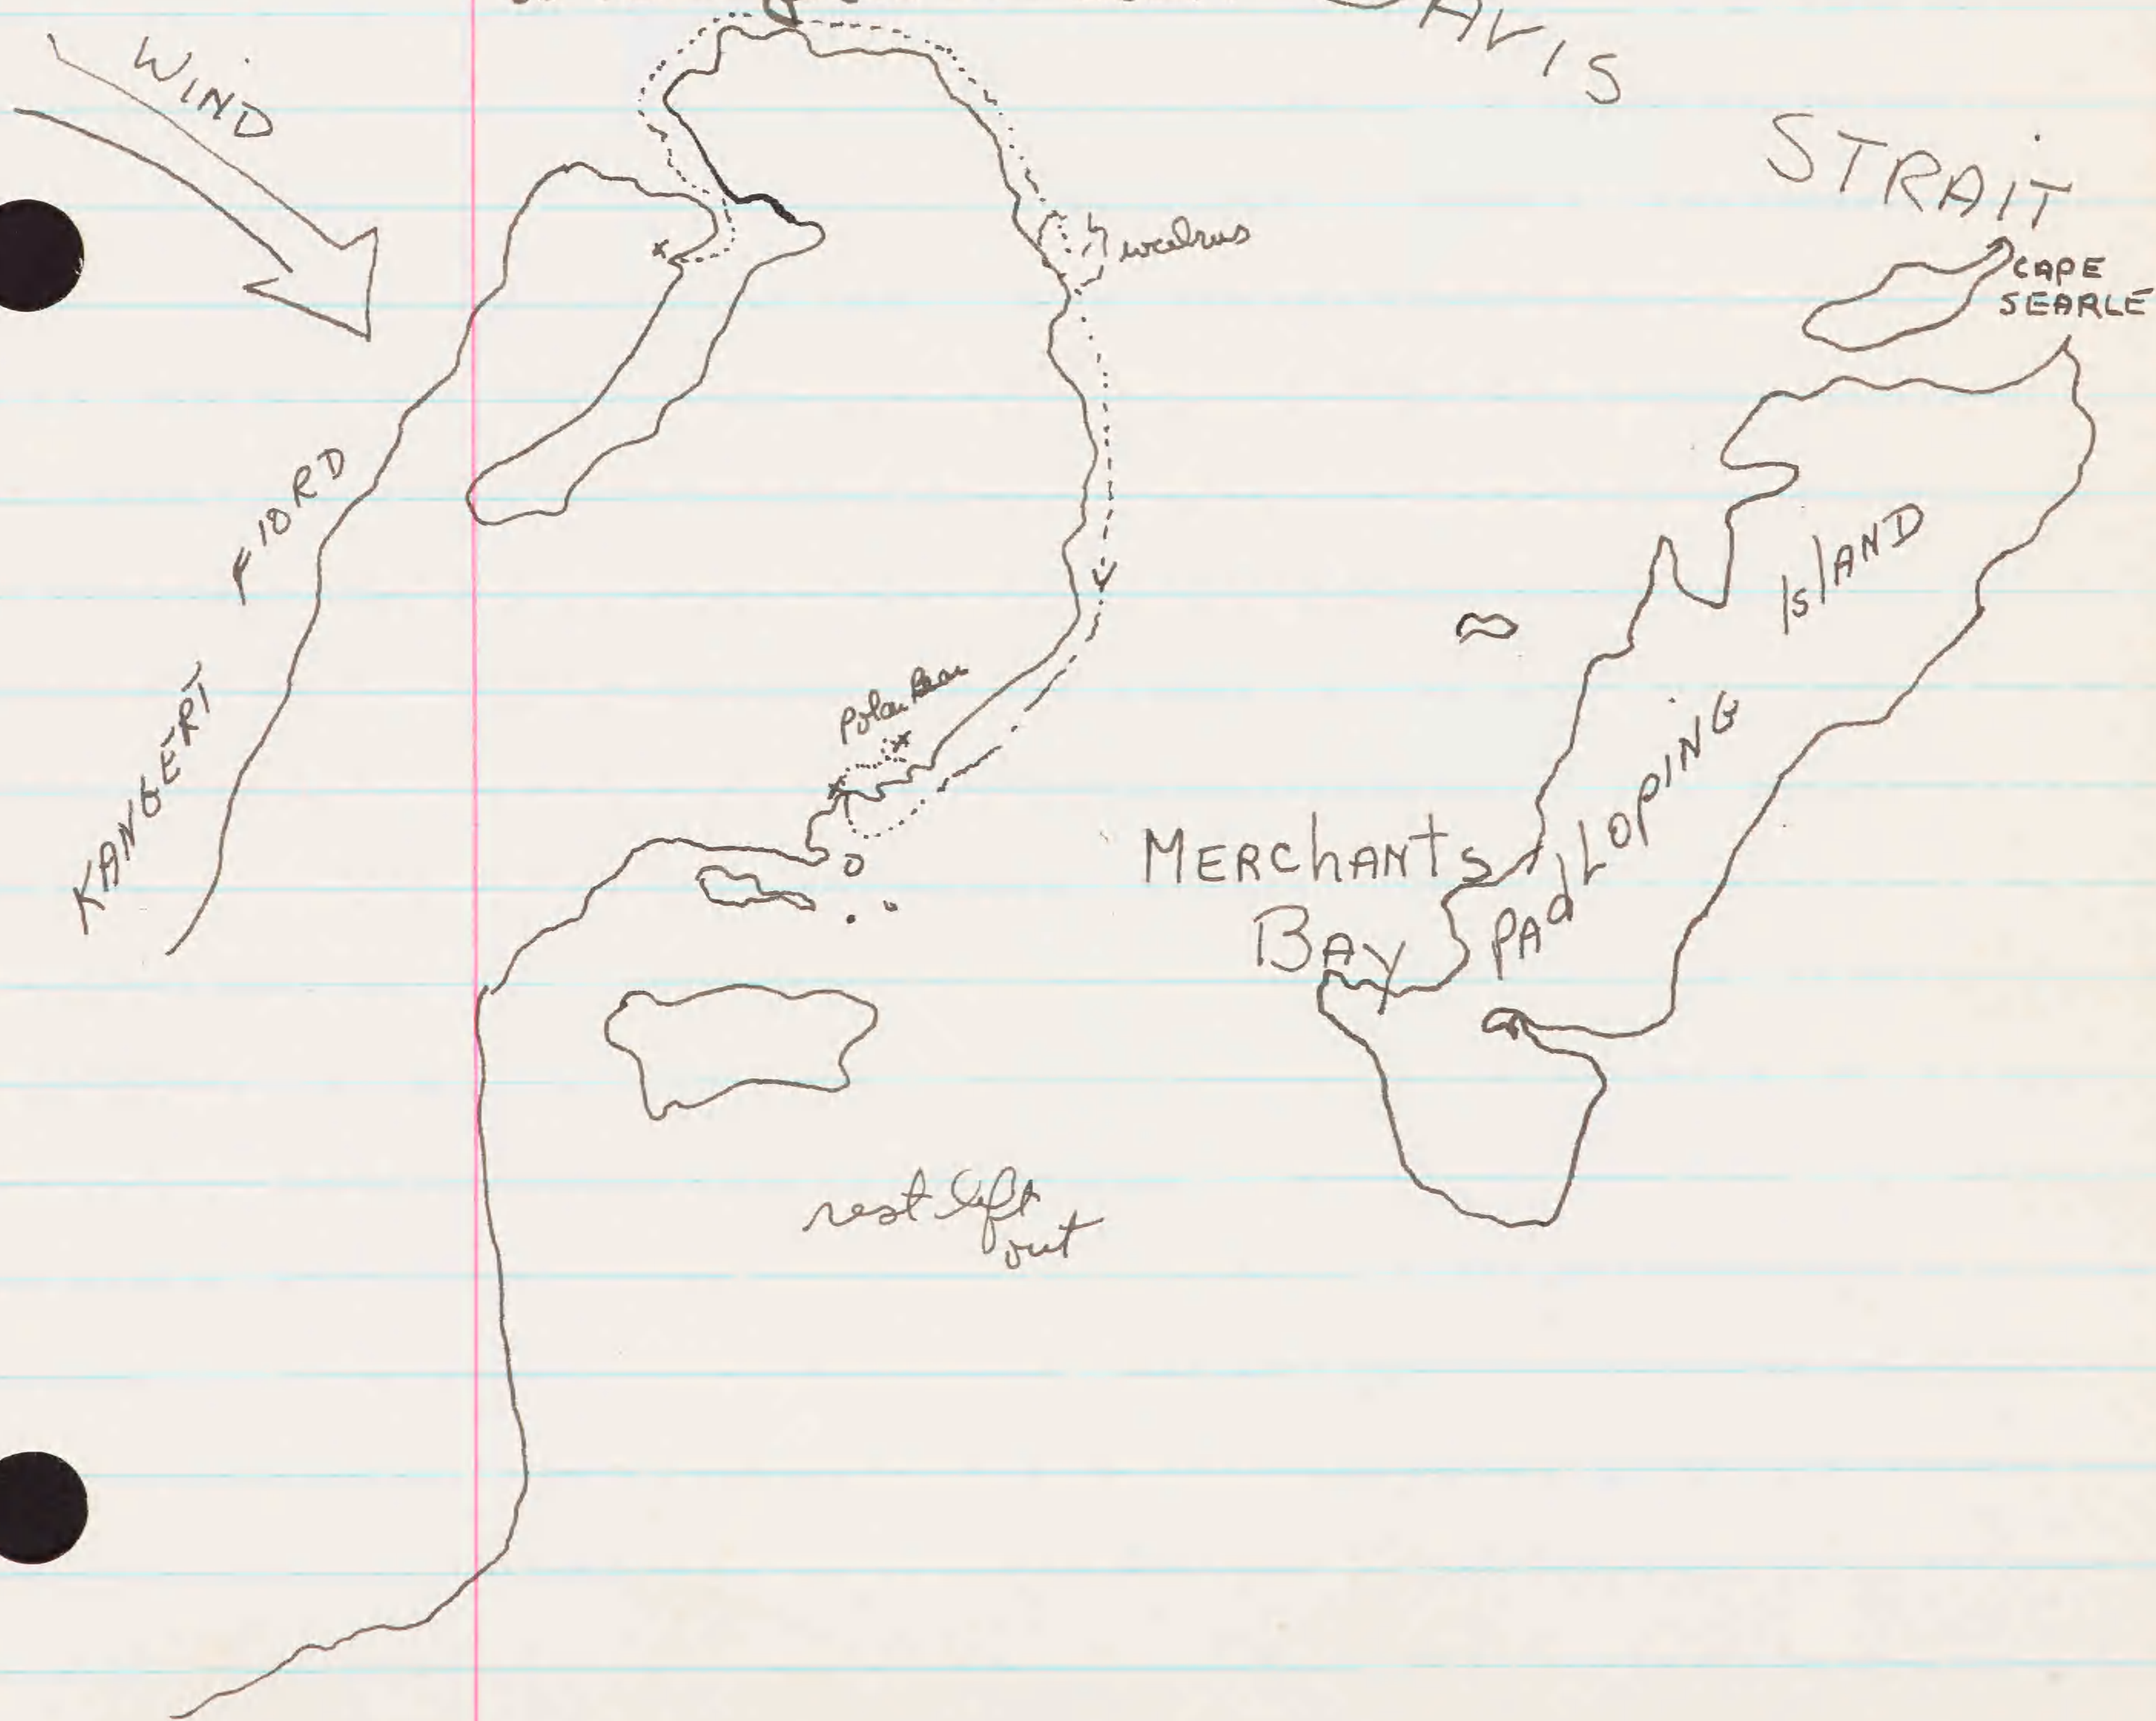 DAVIS
STRAIT
WIND
walrus
CAPE
SEARLE
FIORD
KANGERT
Polar Bear
PAdLOPING
IslAND
MERChANTS
BAY
rest left
out